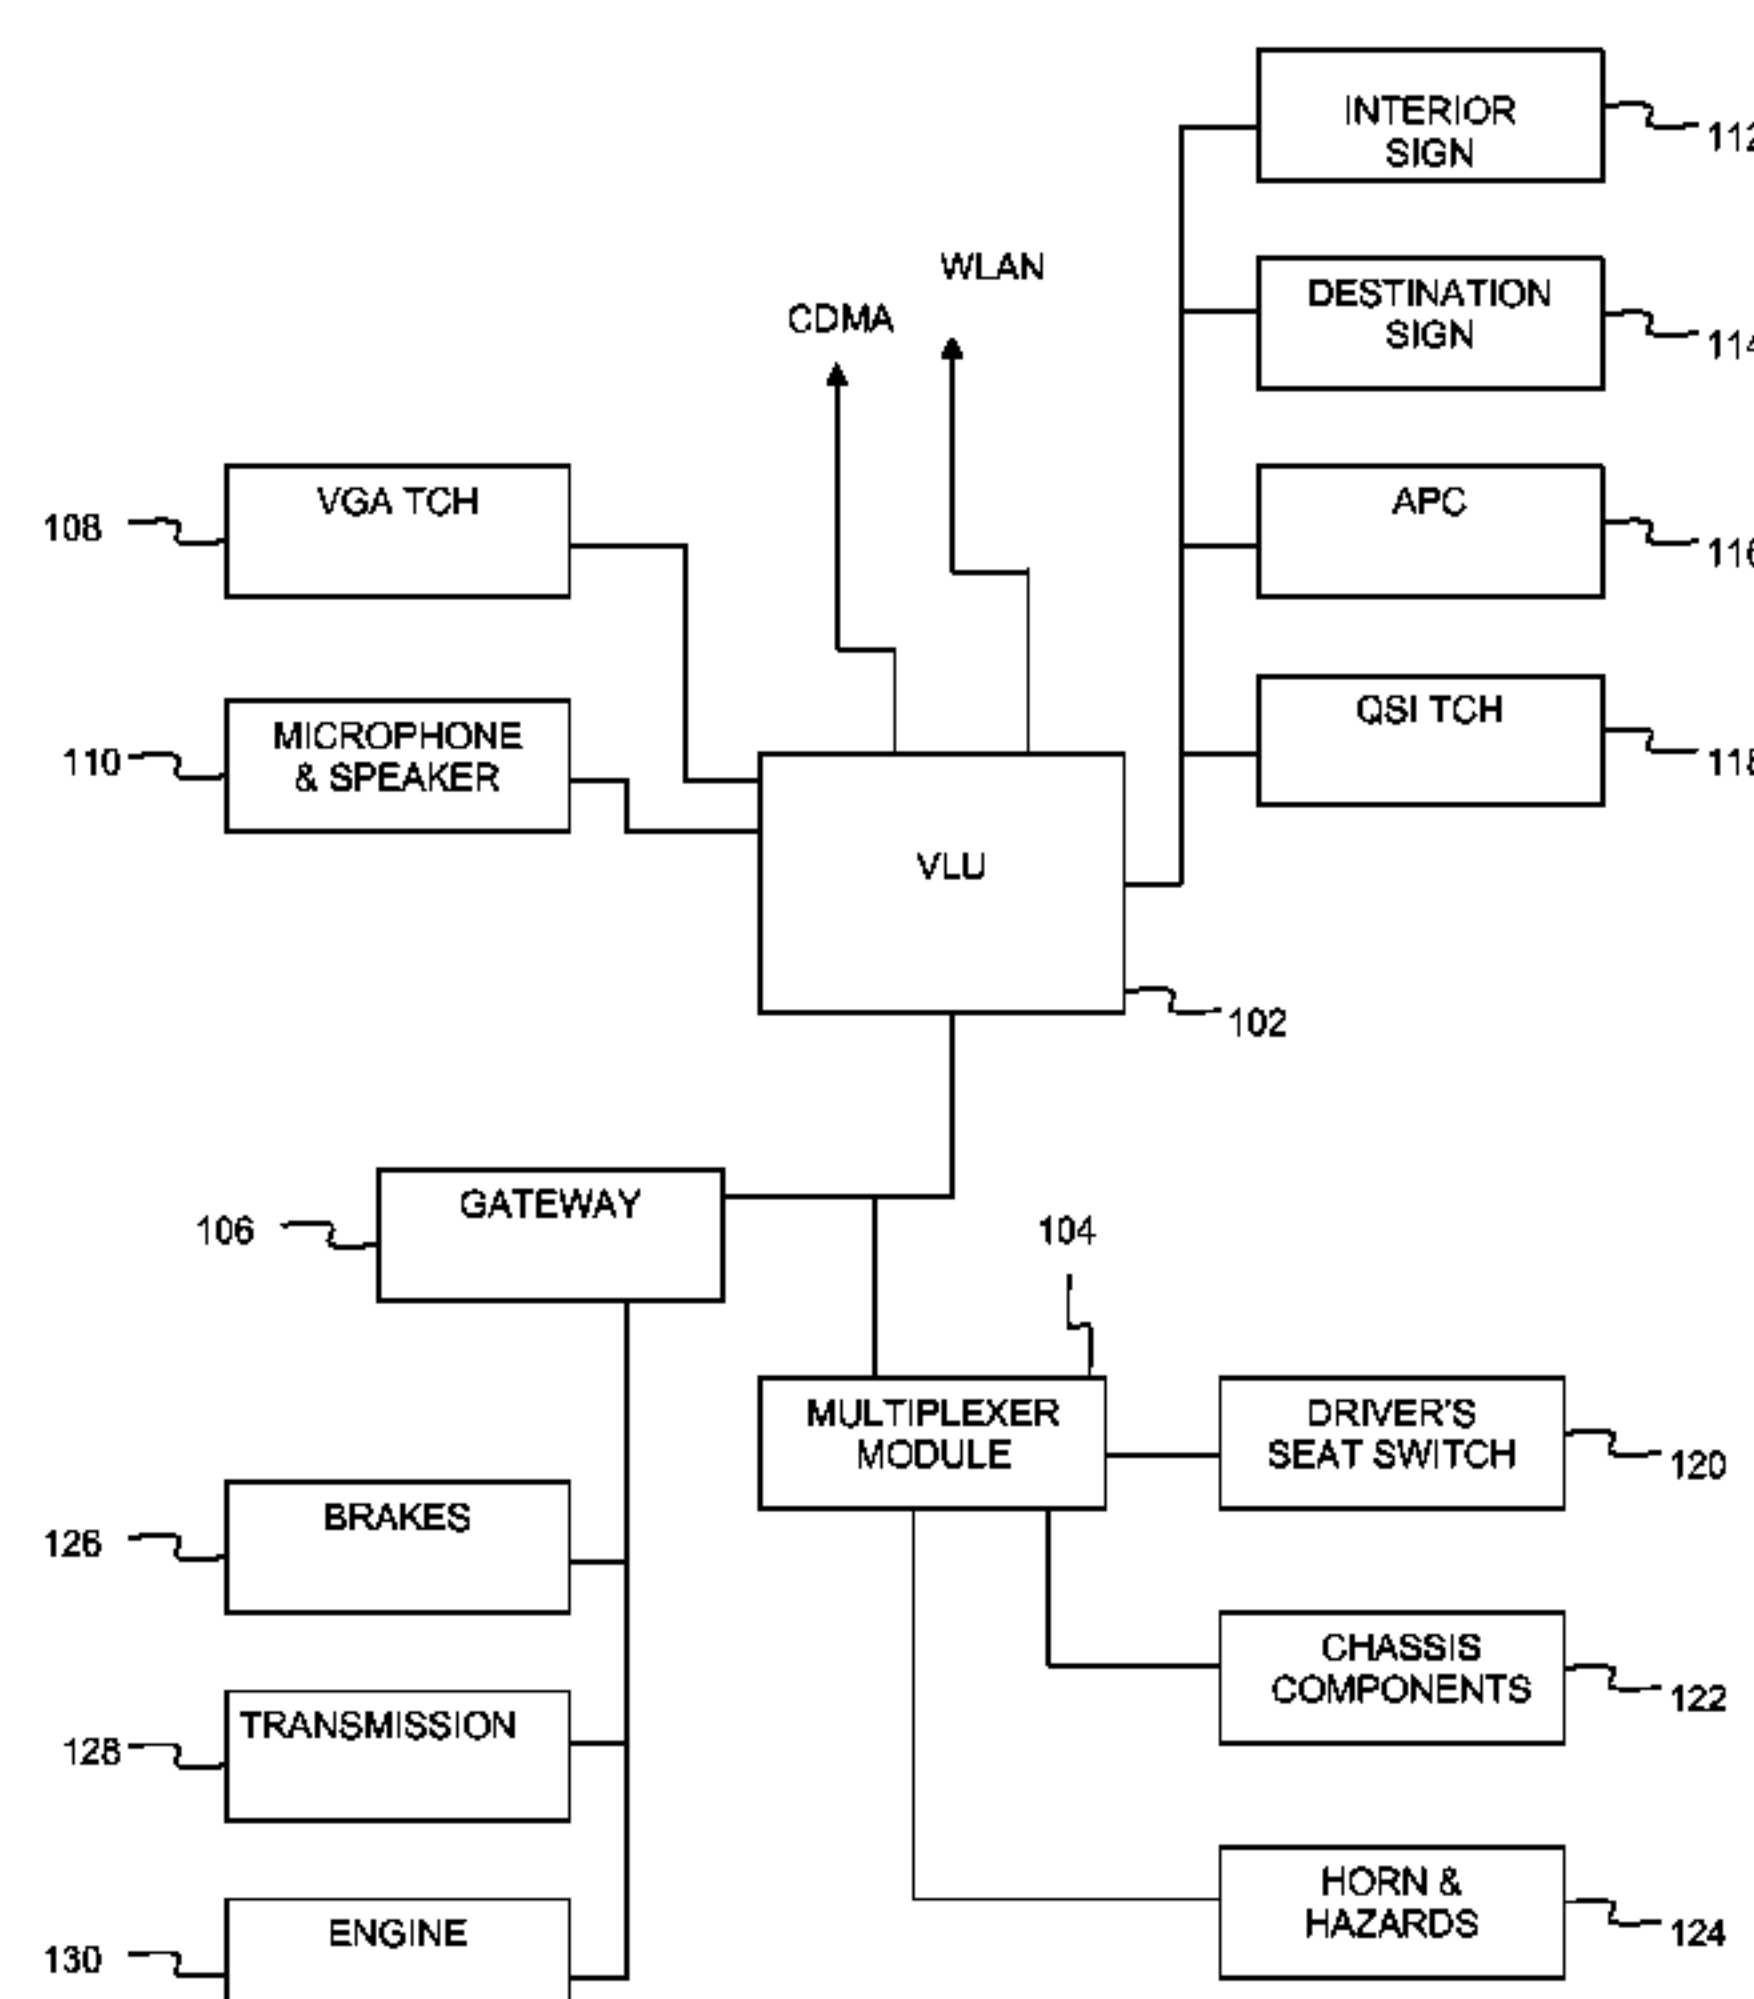 INTERIOR
SIGN
WLAN
DESTINATION
SIGN
CDMA
VGA TCH
APC
108
QSI TCH
MICROPHONE
& SPEAKER
110
VLU
102
GATEWAY
106
104
MULTIPLEXER
MODULE
DRIVER'S
SEAT SWITCH
120
BRAKES
126
CHASSIS
COMPONENTS
122
TRANSMISSION
128
HORN &
HAZARDS
124
ENGINE
130